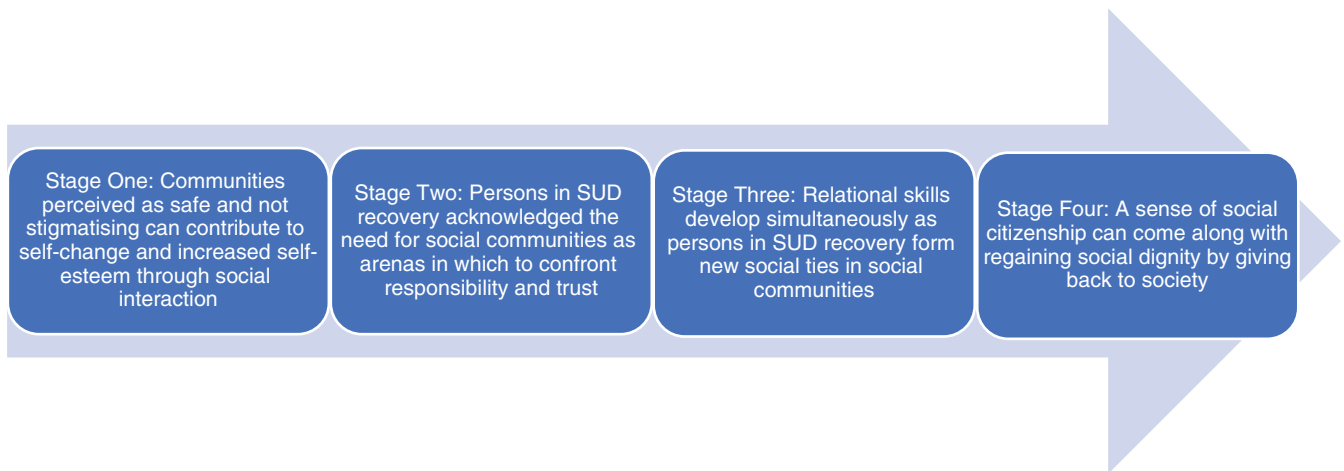 Stage One: Communities
perceived as safe and not
stigmatising can contribute to
self-change and increased self-
esteem through social
interaction
Stage Two: Persons in SUD
recovery acknowledged the
need for social communities as
arenas in which to confront
responsibility and trust
Stage Three: Relational skills
develop simultaneously as
persons in SUD recovery form
new social ties in social
communities
Stage Four: A sense of social
citizenship can come along with
regaining social dignity by giving
back to society